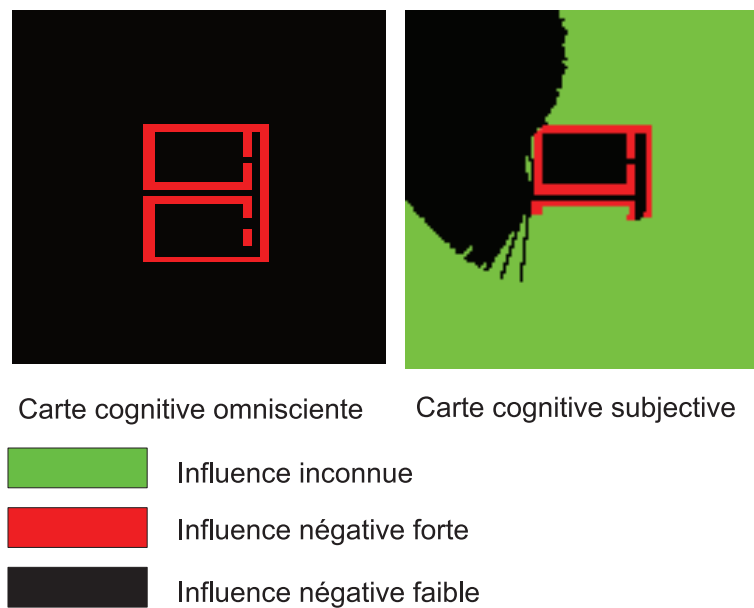 Carte cognitive omnisciente
Carte cognitive subjective
Influence inconnue
Influence négative forte
Influence négative faible